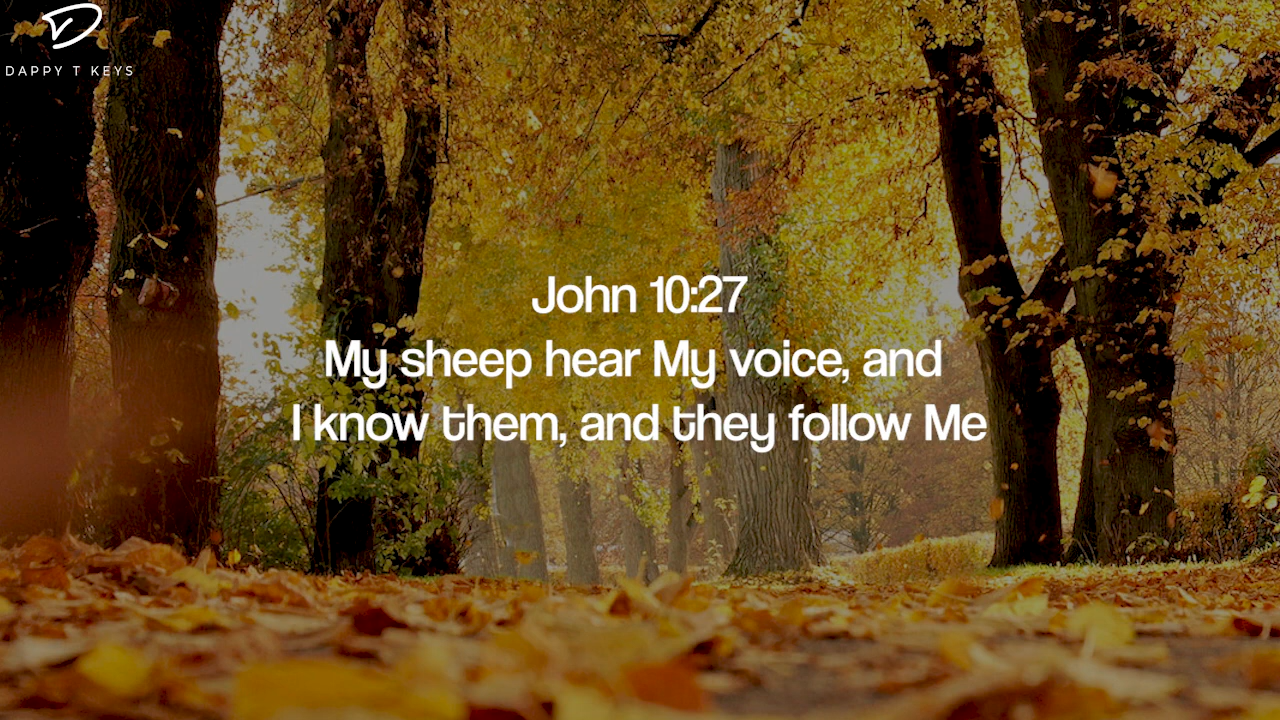 DAPPY T KEYS
John 10:27
My sheep hear My voice, and
I know them, and they follow Me